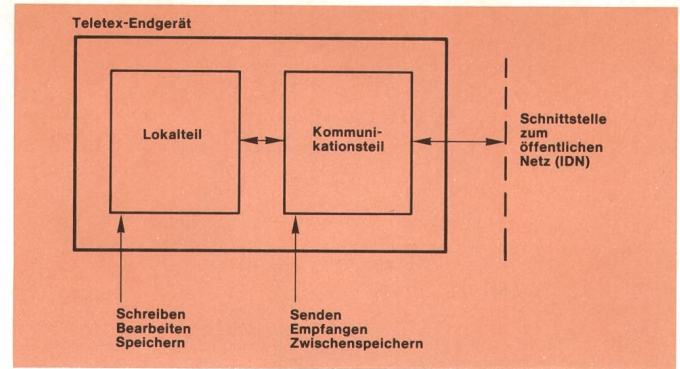 Teletex-Endgerät
Lokalteil
Kommuni-
kationsteil
Schnittstelle
zum
öffentlichen
Netz (IDN)
Schreiben
Bearbeiten
Speichern
Senden
Empfangen
Zwischenspeichern